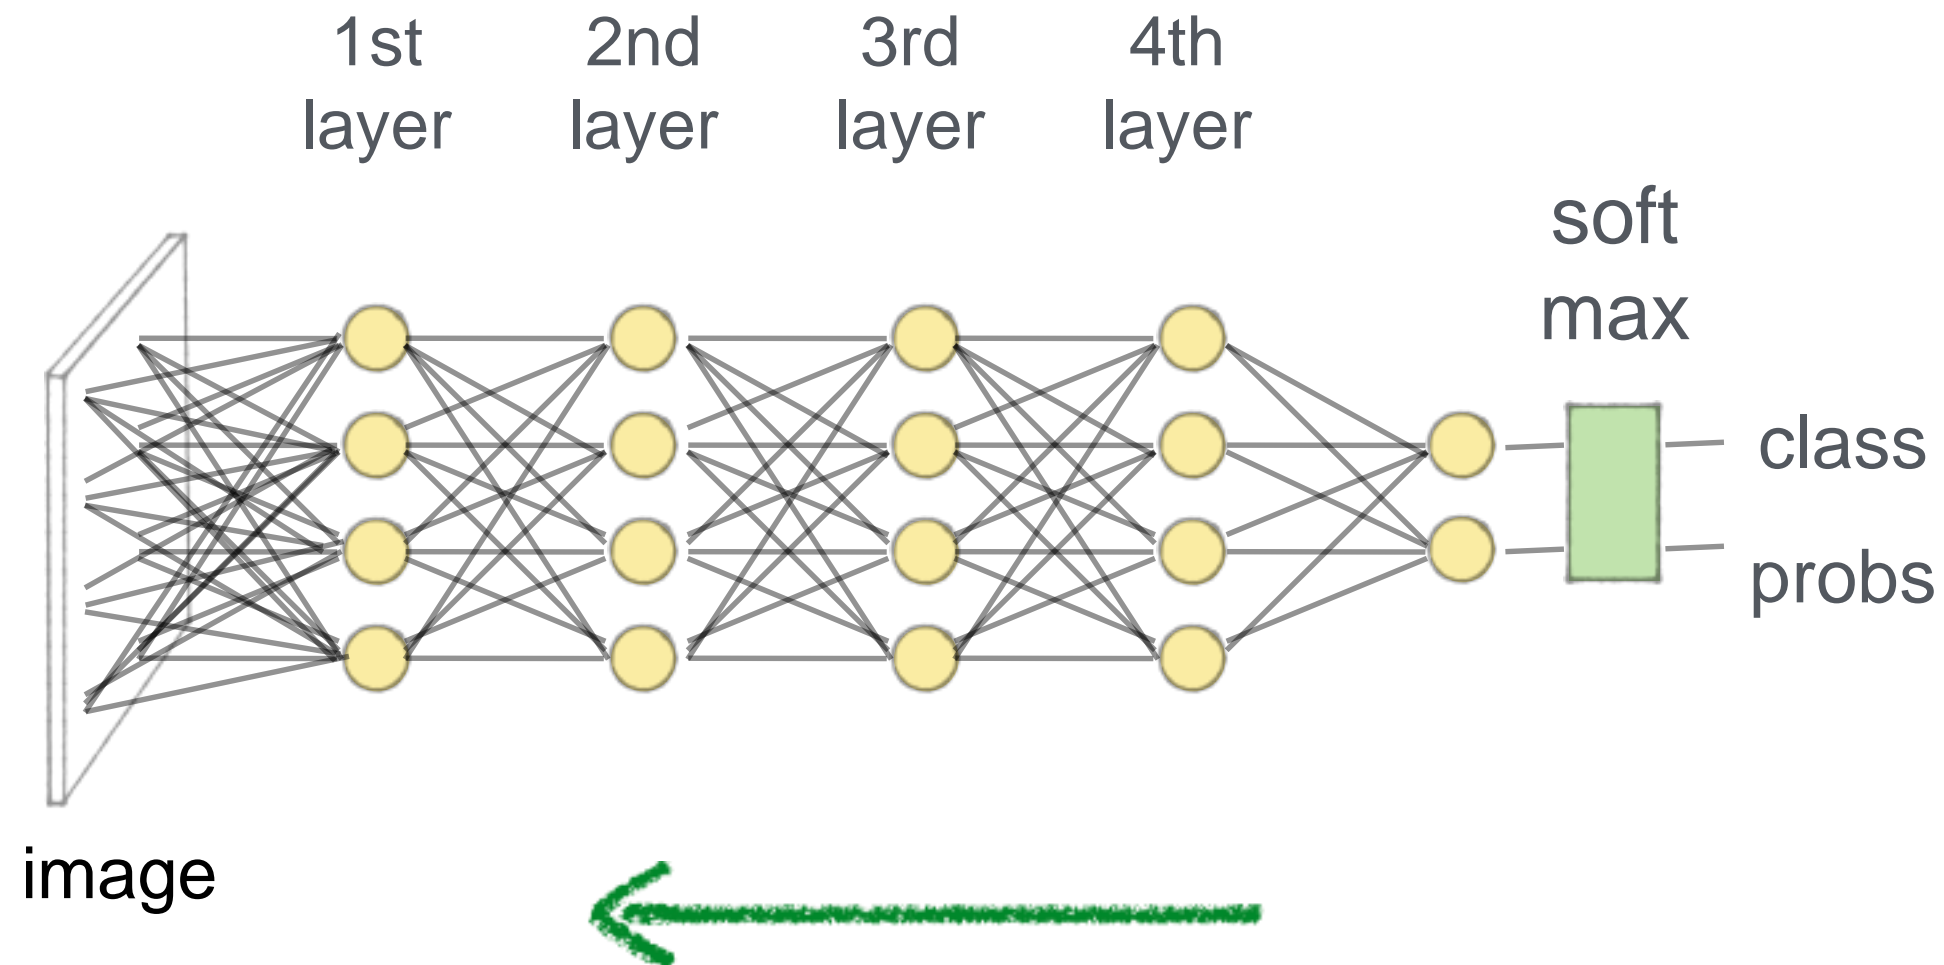 1st
layer
2nd
layer
3rd
layer
4th
layer
soft
max
class
probs
image